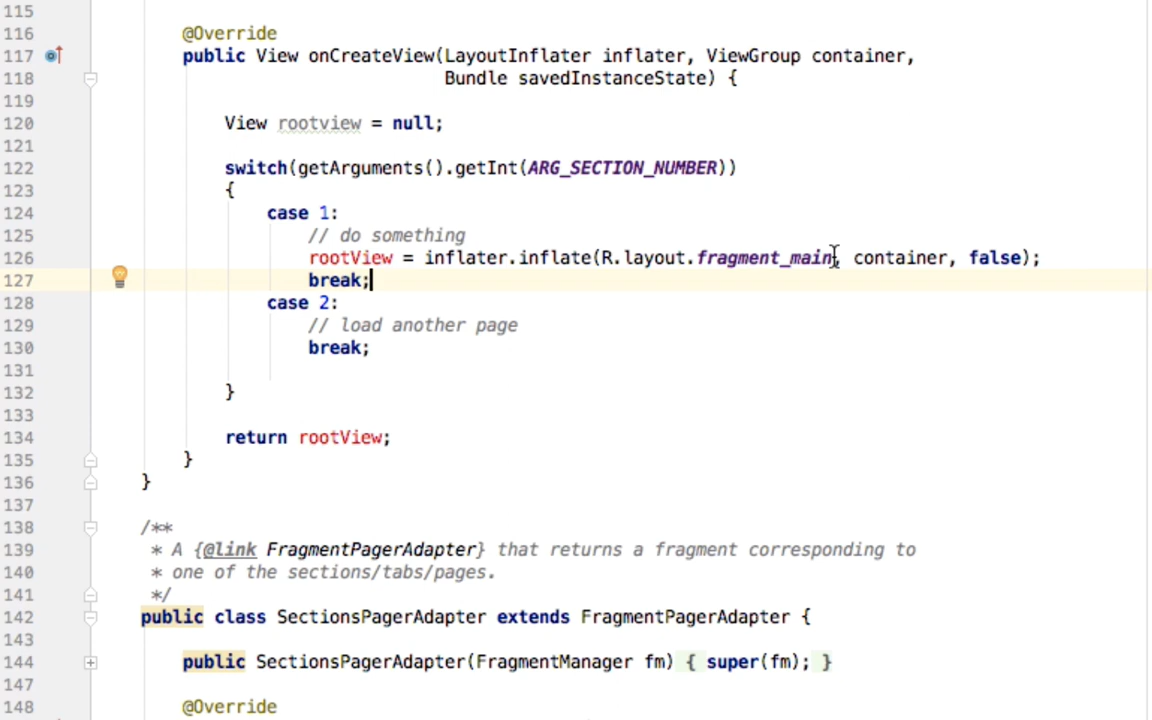 115
116 @Override
117 public View onCreateView(LayoutInflater inflater, ViewGroup container,
118 Bundle savedInstanceState) {
119
120 View rootview = null;
121
122 switch(getArguments().getInt(ARG_SECTION_NUMBER))
123 {
124 case 1:
125 // do something
126 rootView = inflater.inflate(R.layout.fragment_main, container, false);
127 break;
128 case 2:
129 // load another page
130 break;
131
132 }
133
134 return rootView;
135 }
136 }
137
138 /**
139 * A {@link FragmentPagerAdapter} that returns a fragment corresponding to
140 * one of the sections/tabs/pages.
141 */
142 public class SectionsPagerAdapter extends FragmentPagerAdapter {
143
144 public SectionsPagerAdapter(FragmentManager fm) { super(fm); }
147
148 @Override